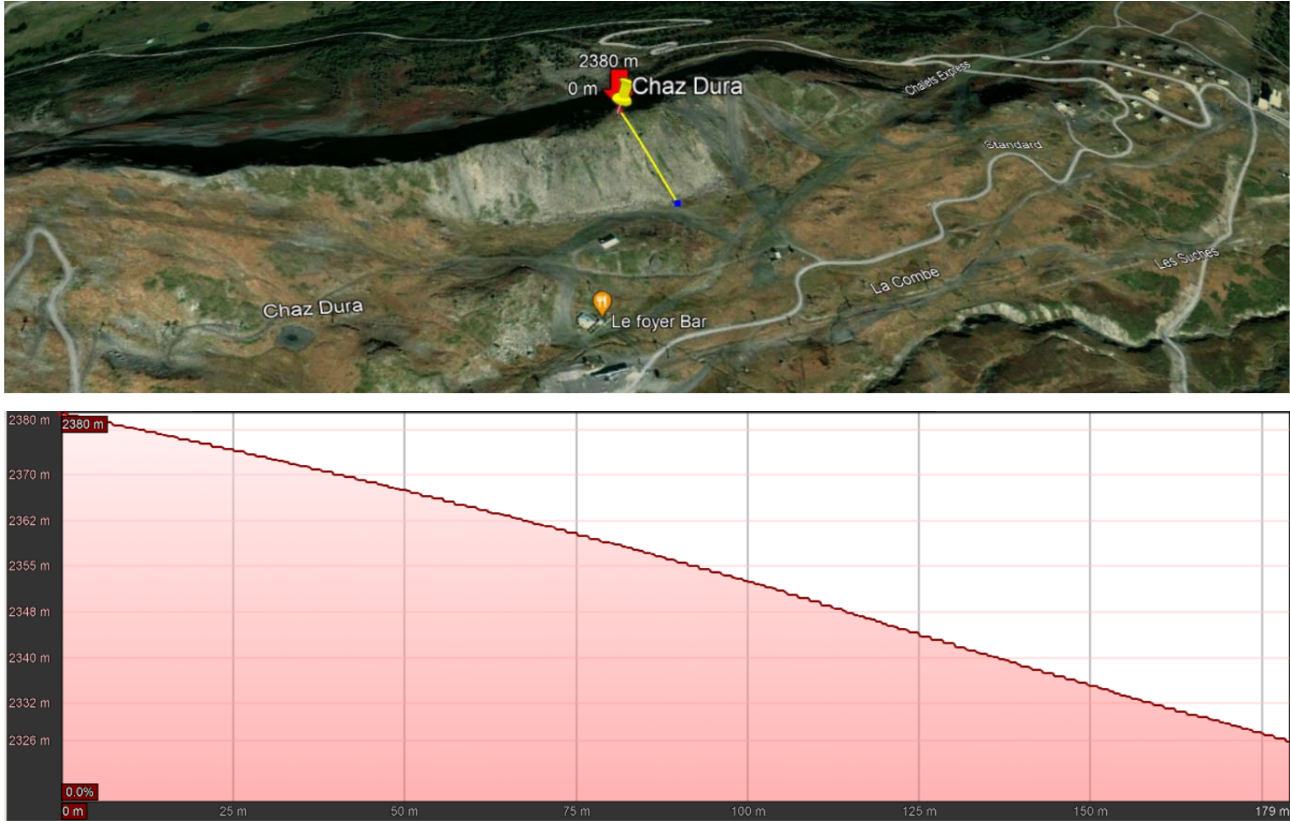 2380 m
0 m
Chaz Dura
Chalets Express
Standard
Les Suches
La Combe
Chaz Dura
Le foyer Bar
2380 m
2380 m
2370 m
2362 m
2355 m
2348 m
2340 m
2332 m
2326 m
0.0%
0 m 25 m 50 m 75 m 100 m 125 m 150 m 179 m